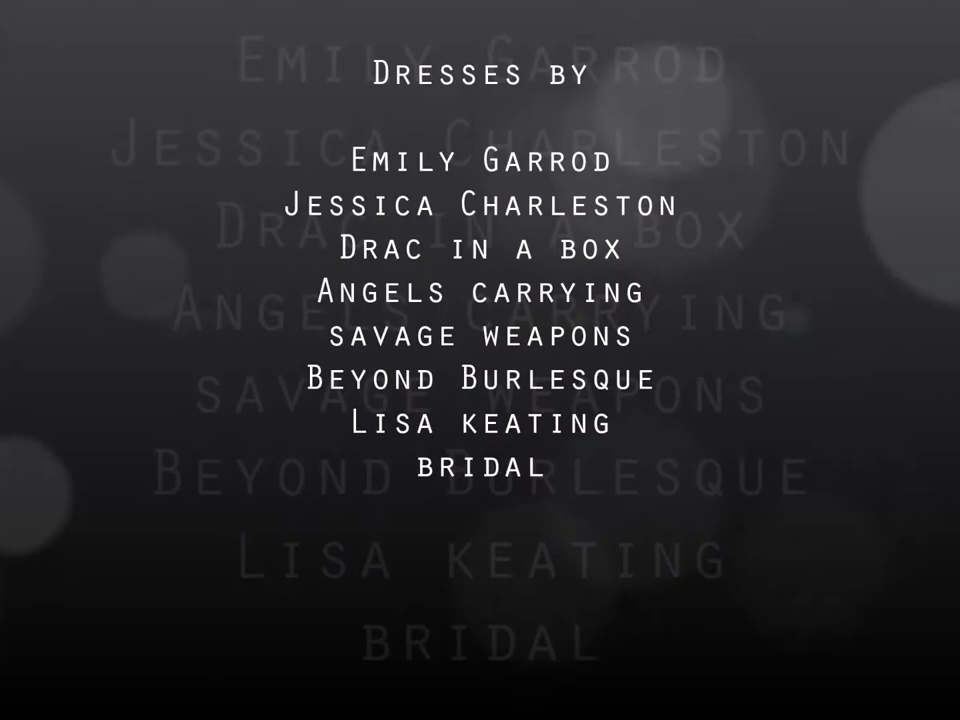 Dresses by
Emily Garrod
Jessica Charleston
Drac in a box
Angels carrying
savage weapons
Beyond Burlesque
Lisa keating
bridal